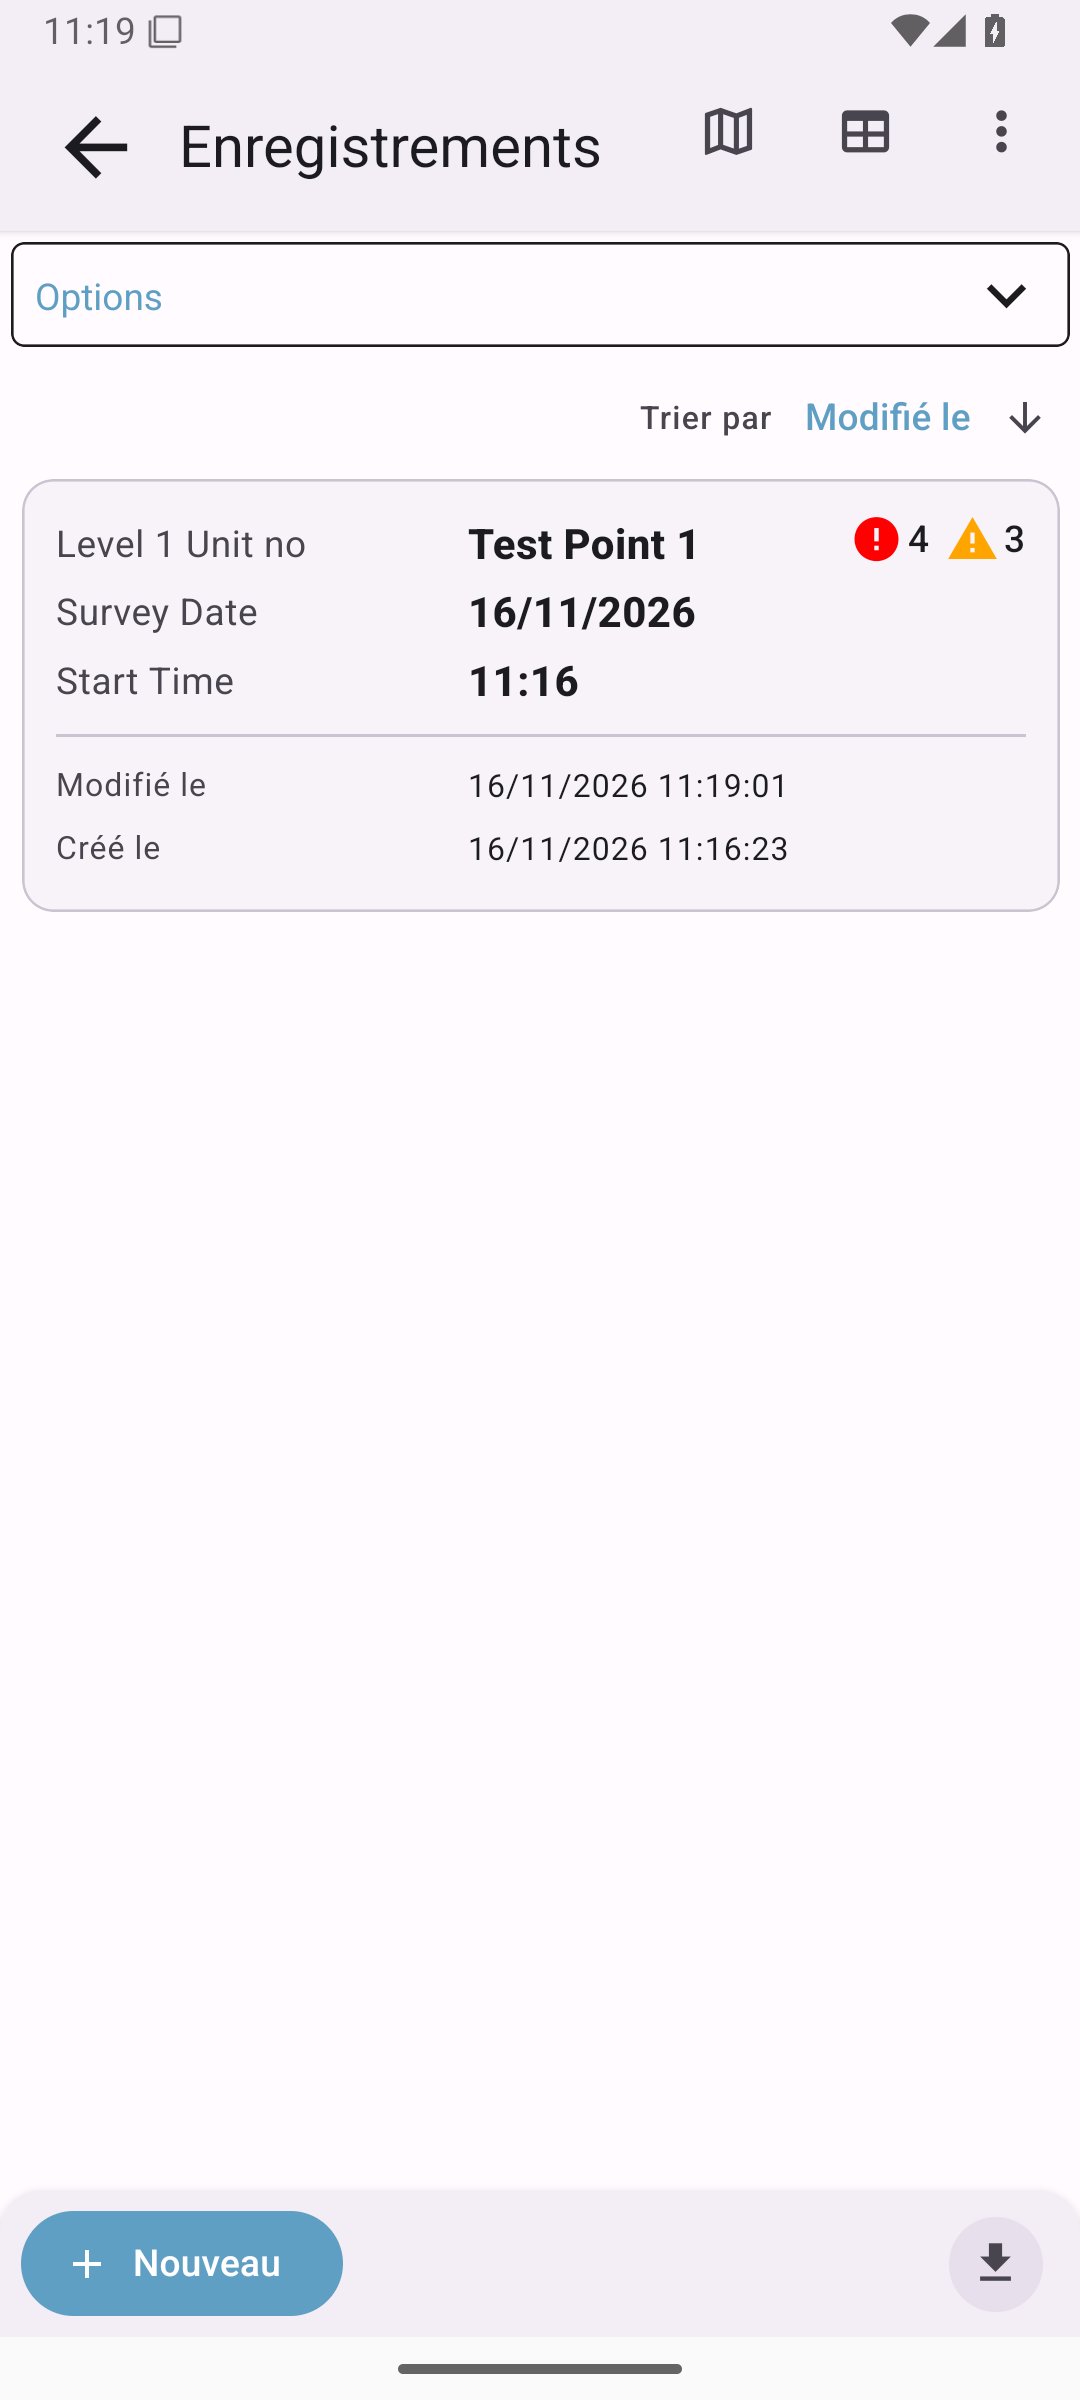 11:19
Enregistrements
Options
Trier par Modifié le
Level 1 Unit no Test Point 1 4 3
Survey Date 16/11/2026
Start Time 11:16
Modifié le 16/11/2026 11:19:01
Créé le 16/11/2026 11:16:23
Nouveau